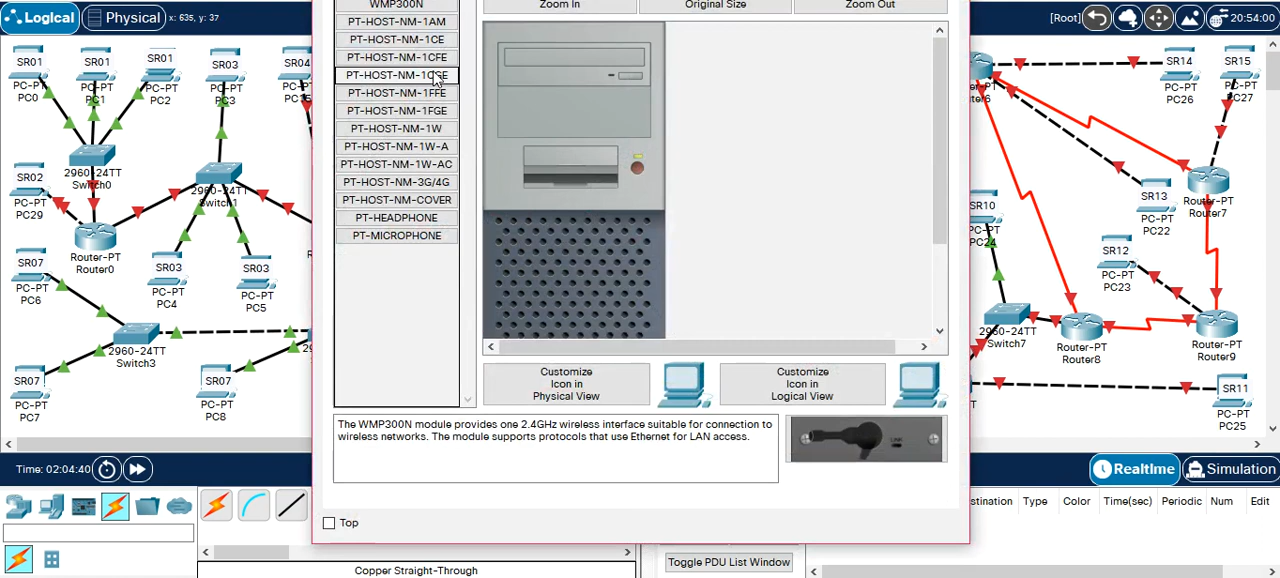 Logical
Physical
x: 635, y: 37
[Root]
20:54:00
WMP300N
PT-HOST-NM-1AM
PT-HOST-NM-1CE
PT-HOST-NM-1CFE
PT-HOST-NM-1CGE
PT-HOST-NM-1FFE
PT-HOST-NM-1FGE
PT-HOST-NM-1W
PT-HOST-NM-1W-A
PT-HOST-NM-1W-AC
PT-HOST-NM-3G/4G
PT-HOST-NM-COVER
PT-HEADPHONE
PT-MICROPHONE
Zoom In
Original Size
Zoom Out
SR01
PC-PT
PC0
SR01
PC-PT
PC1
SR01
PC-PT
PC2
SR03
PC-PT
PC3
SR04
2960-24TT
Switch0
2960-24TT
Switch1
SR02
PC-PT
PC29
Router-PT
Router0
SR07
PC-PT
PC6
SR03
PC-PT
PC4
SR03
PC-PT
PC5
2960-24TT
Switch3
SR07
PC-PT
PC7
SR07
PC-PT
PC8
SR14
PC-PT
PC26
SR15
PC-PT
PC27
SR13
PC-PT
PC22
Router-PT
Router7
SR10
PC-PT
PC24
SR12
PC-PT
PC23
2960-24TT
Switch7
Router-PT
Router8
Router-PT
Router9
SR11
PC-PT
PC25
Customize
Icon in
Physical View
Customize
Icon in
Logical View
The WMP300N module provides one 2.4GHz wireless interface suitable for connection to
wireless networks. The module supports protocols that use Ethernet for LAN access.
LINK
Top
Time: 02:04:40
Realtime
Simulation
stination
Type
Color
Time(sec)
Periodic
Num
Edit
Toggle PDU List Window
Copper Straight-Through